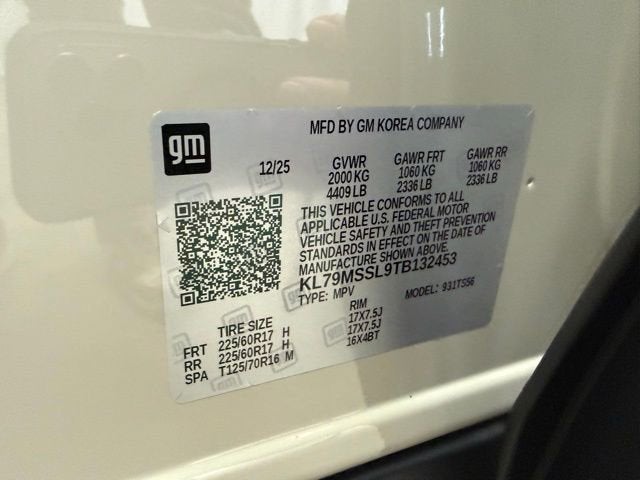 gm
MFD BY GM KOREA COMPANY
12/25
GVWR GAWR FRT GAWR RR
2000 KG 1060 KG 1060 KG
4409 LB 2336 LB 2336 LB
THIS VEHICLE CONFORMS TO ALL
APPLICABLE U.S. FEDERAL MOTOR
VEHICLE SAFETY AND THEFT PREVENTION
STANDARDS IN EFFECT ON THE DATE OF
MANUFACTURE SHOWN ABOVE.
KL79MSSL9TB132453
TYPE: MPV MODEL: 931TS56
TIRE SIZE RIM
FRT 225/60R17 H 17X7.5J
RR 225/60R17 H 17X7.5J
SPA T125/70R16 M 16X4BT